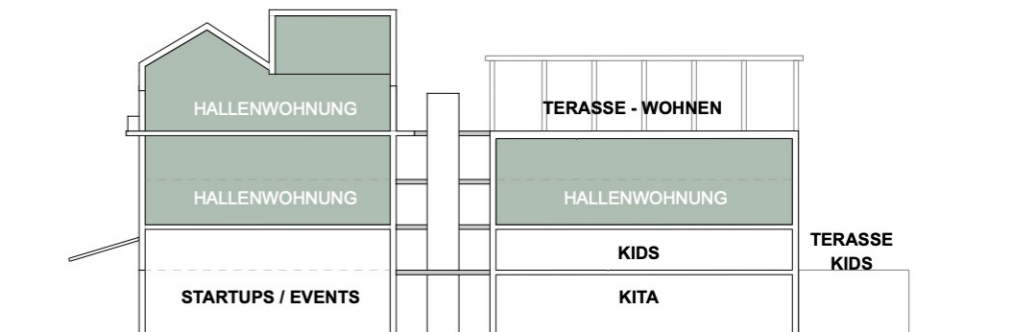 HALLENWOHNUNG
TERASSE - WOHNEN
HALLENWOHNUNG
HALLENWOHNUNG
KIDS
TERASSE
KIDS
STARTUPS / EVENTS
KITA